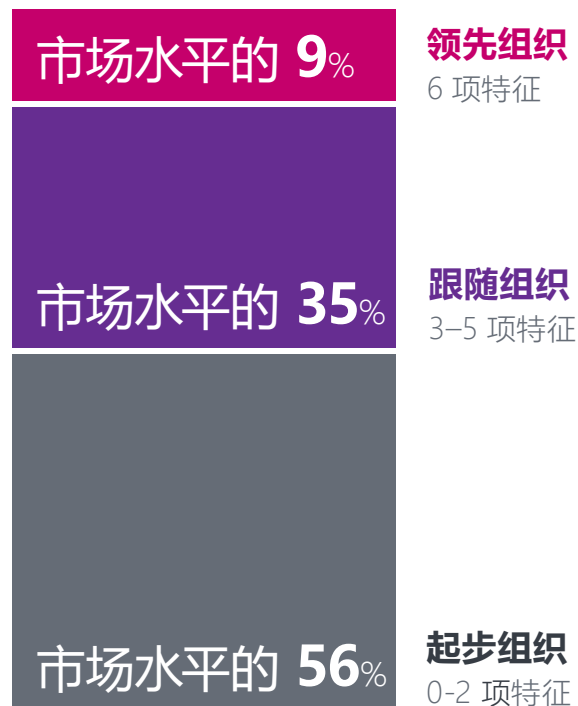 市场水平的 9%
领先组织
6 项特征
市场水平的 35%
跟随组织
3–5 项特征
市场水平的 56%
起步组织
0-2 项特征